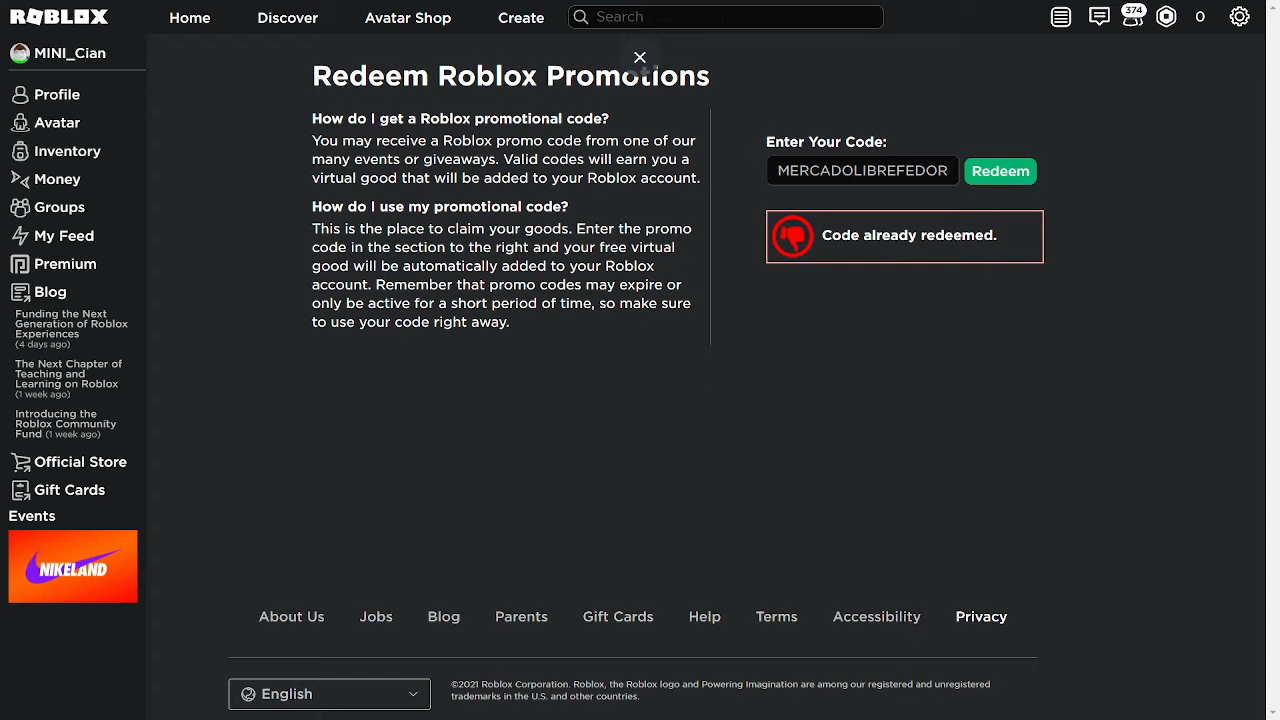 ROBLOX
Home
Discover
Avatar Shop
Create
Search
374
0
MINI_Cian
Profile
Avatar
Inventory
Money
Groups
My Feed
Premium
Blog
Funding the Next
Generation of Roblox
Experiences
(4 days ago)
The Next Chapter of
Teaching and
Learning on Roblox
(1 week ago)
Introducing the
Roblox Community
Fund (1 week ago)
Official Store
Gift Cards
Events
NIKELAND
Redeem Roblox Promotions
How do I get a Roblox promotional code?
You may receive a Roblox promo code from one of our
many events or giveaways. Valid codes will earn you a
virtual good that will be added to your Roblox account.
How do I use my promotional code?
This is the place to claim your goods. Enter the promo
code in the section to the right and your free virtual
good will be automatically added to your Roblox
account. Remember that promo codes may expire or
only be active for a short period of time, so make sure
to use your code right away.
Enter Your Code:
MERCADOLIBREFEDOR
Redeem
Code already redeemed.
About Us
Jobs
Blog
Parents
Gift Cards
Help
Terms
Accessibility
Privacy
English
©2021 Roblox Corporation. Roblox, the Roblox logo and Powering Imagination are among our registered and unregistered
trademarks in the U.S. and other countries.